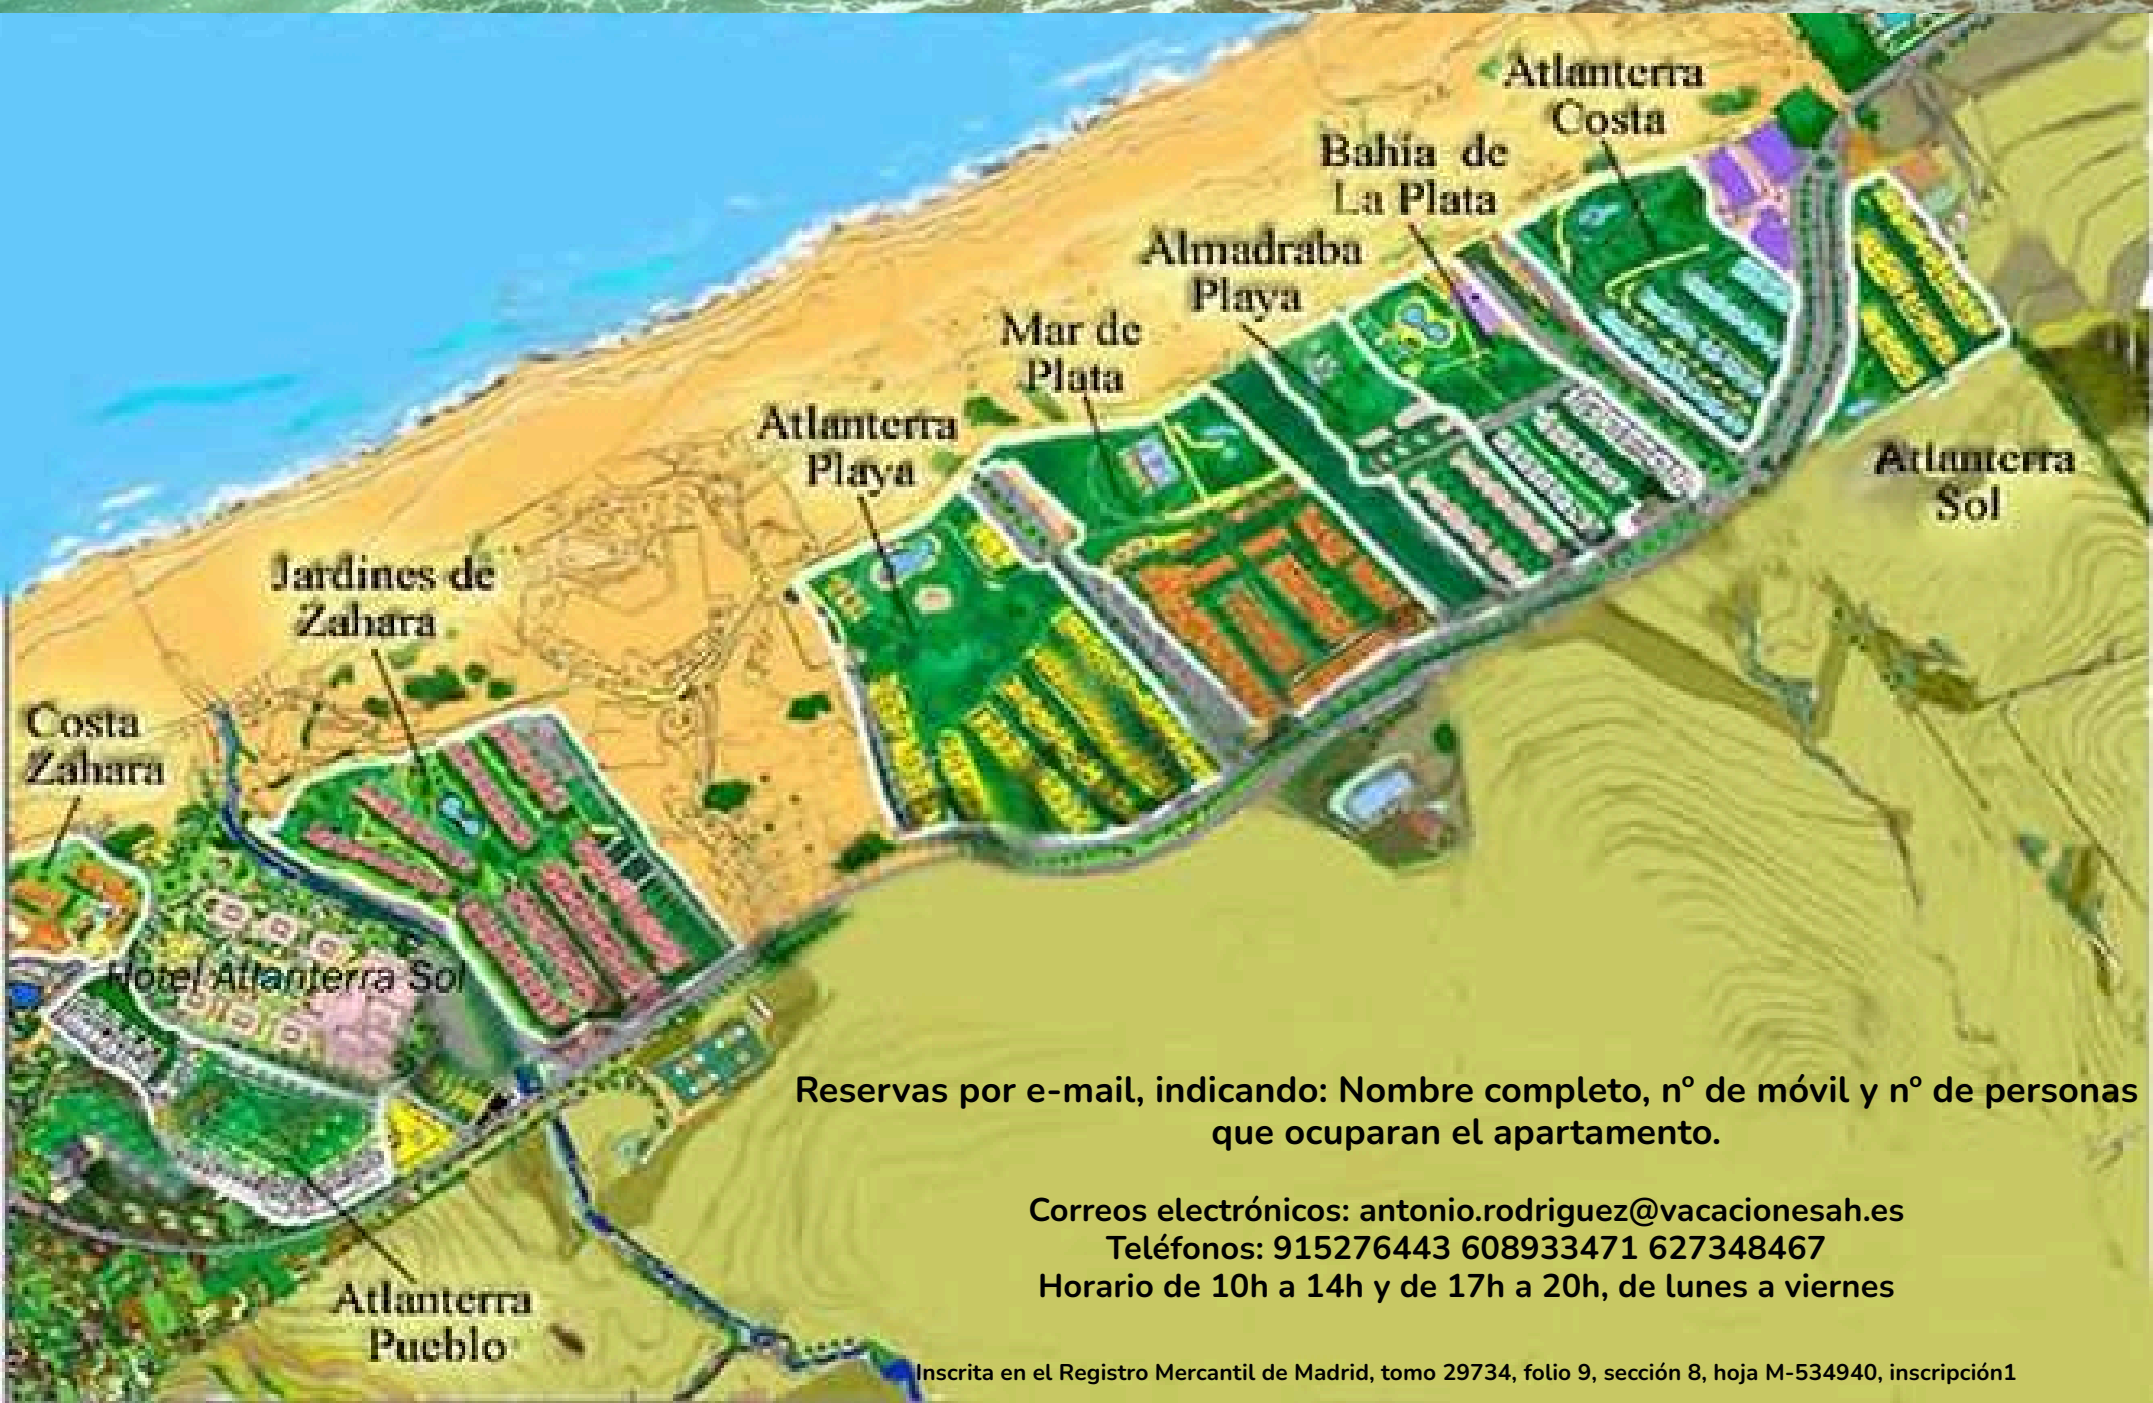 Atlanterra
Costa
Bahía de
La Plata
Almadraba
Playa
Mar de
Plata
Atlanterra
Playa
Atlanterra
Sol
Jardines de
Zahara
Costa
Zahara
Hotel Atlanterra Sol
Atlanterra
Pueblo
Reservas por e-mail, indicando: Nombre completo, nº de móvil y nº de personas
que ocuparan el apartamento.
Correos electrónicos: antonio.rodriguez@vacacionesah.es
Teléfonos: 915276443 608933471 627348467
Horario de 10h a 14h y de 17h a 20h, de lunes a viernes
Inscrita en el Registro Mercantil de Madrid, tomo 29734, folio 9, sección 8, hoja M-534940, inscripción1